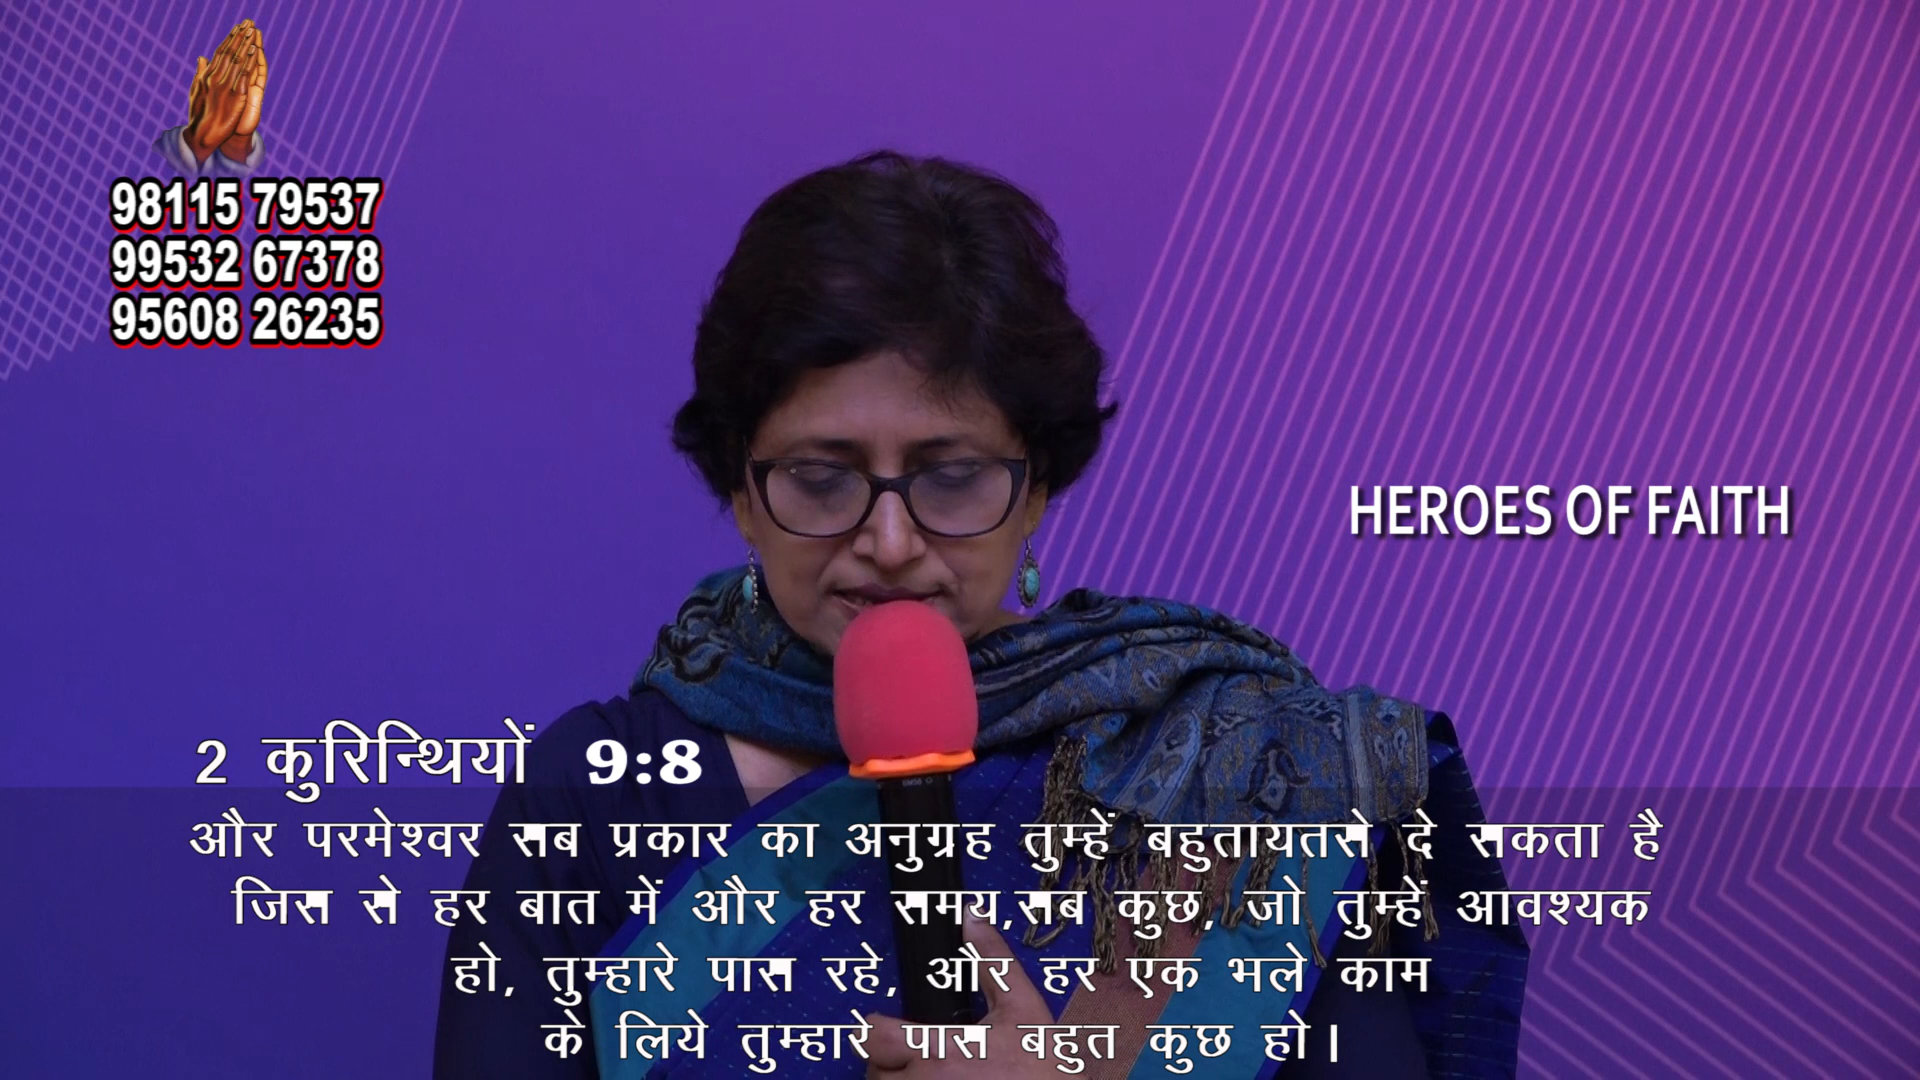 98115 79537
99532 67378
95608 26235
HEROES OF FAITH
2 कुरिन्थियों 9:8
और परमेश्वर सब प्रकार का अनुग्रह तुम्हें बहुतायतसे दे सकता है
जिस से हर बात में और हर समय,सब कुछ, जो तुम्हें आवश्यक
हो, तुम्हारे पास रहे, और हर एक भले काम
के लिये तुम्हारे पास बहुत कुछ हो।